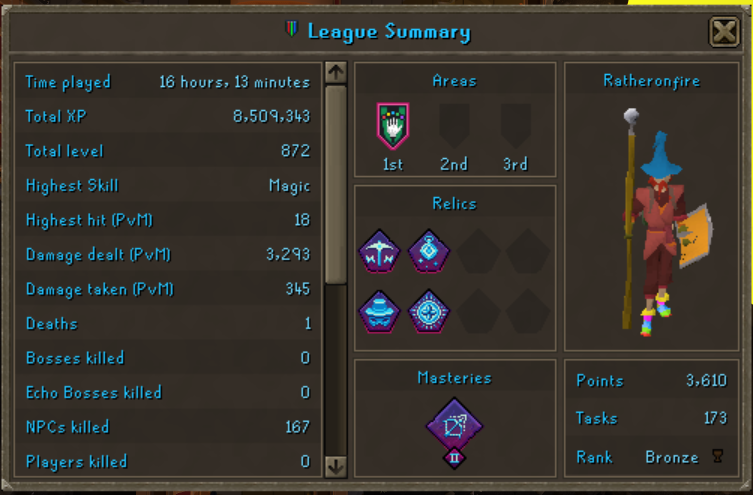 League Summary
Time played 16 hours, 13 minutes
Total XP 8,509,343
Total level 872
Highest Skill Magic
Highest hit (PvM) 18
Damage dealt (PvM) 3,293
Damage taken (PvM) 345
Deaths 1
Bosses killed 0
Echo Bosses killed 0
NPCs killed 167
Players killed 0
Areas
1st 2nd 3rd
Relics
Masteries
II
Ratheronfire
Points 3,610
Tasks 173
Rank Bronze